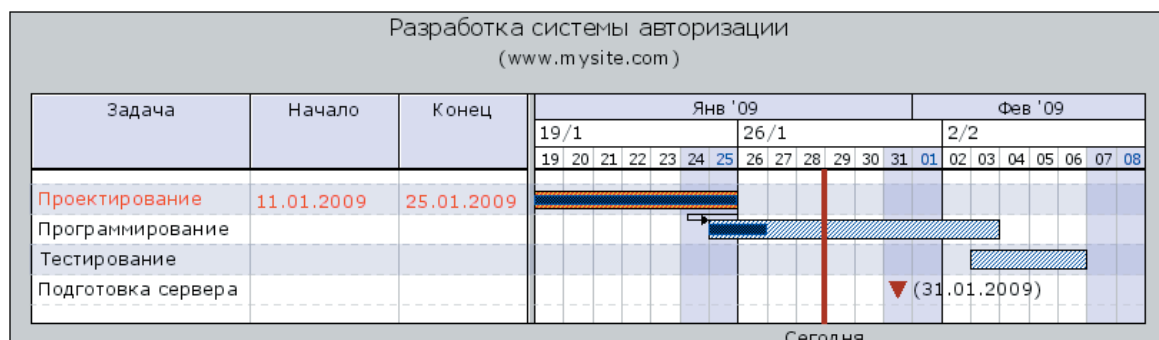 Разработка системы авторизации
(www.mysite.com)
Задача Начало Конец Янв '09 Фев '09
19/1 26/1 2/2
19 20 21 22 23 24 25 26 27 28 29 30 31 01 02 03 04 05 06 07 08
Проектирование 11.01.2009 25.01.2009
Программирование
Тестирование
Подготовка сервера (31.01.2009)
Сегодня